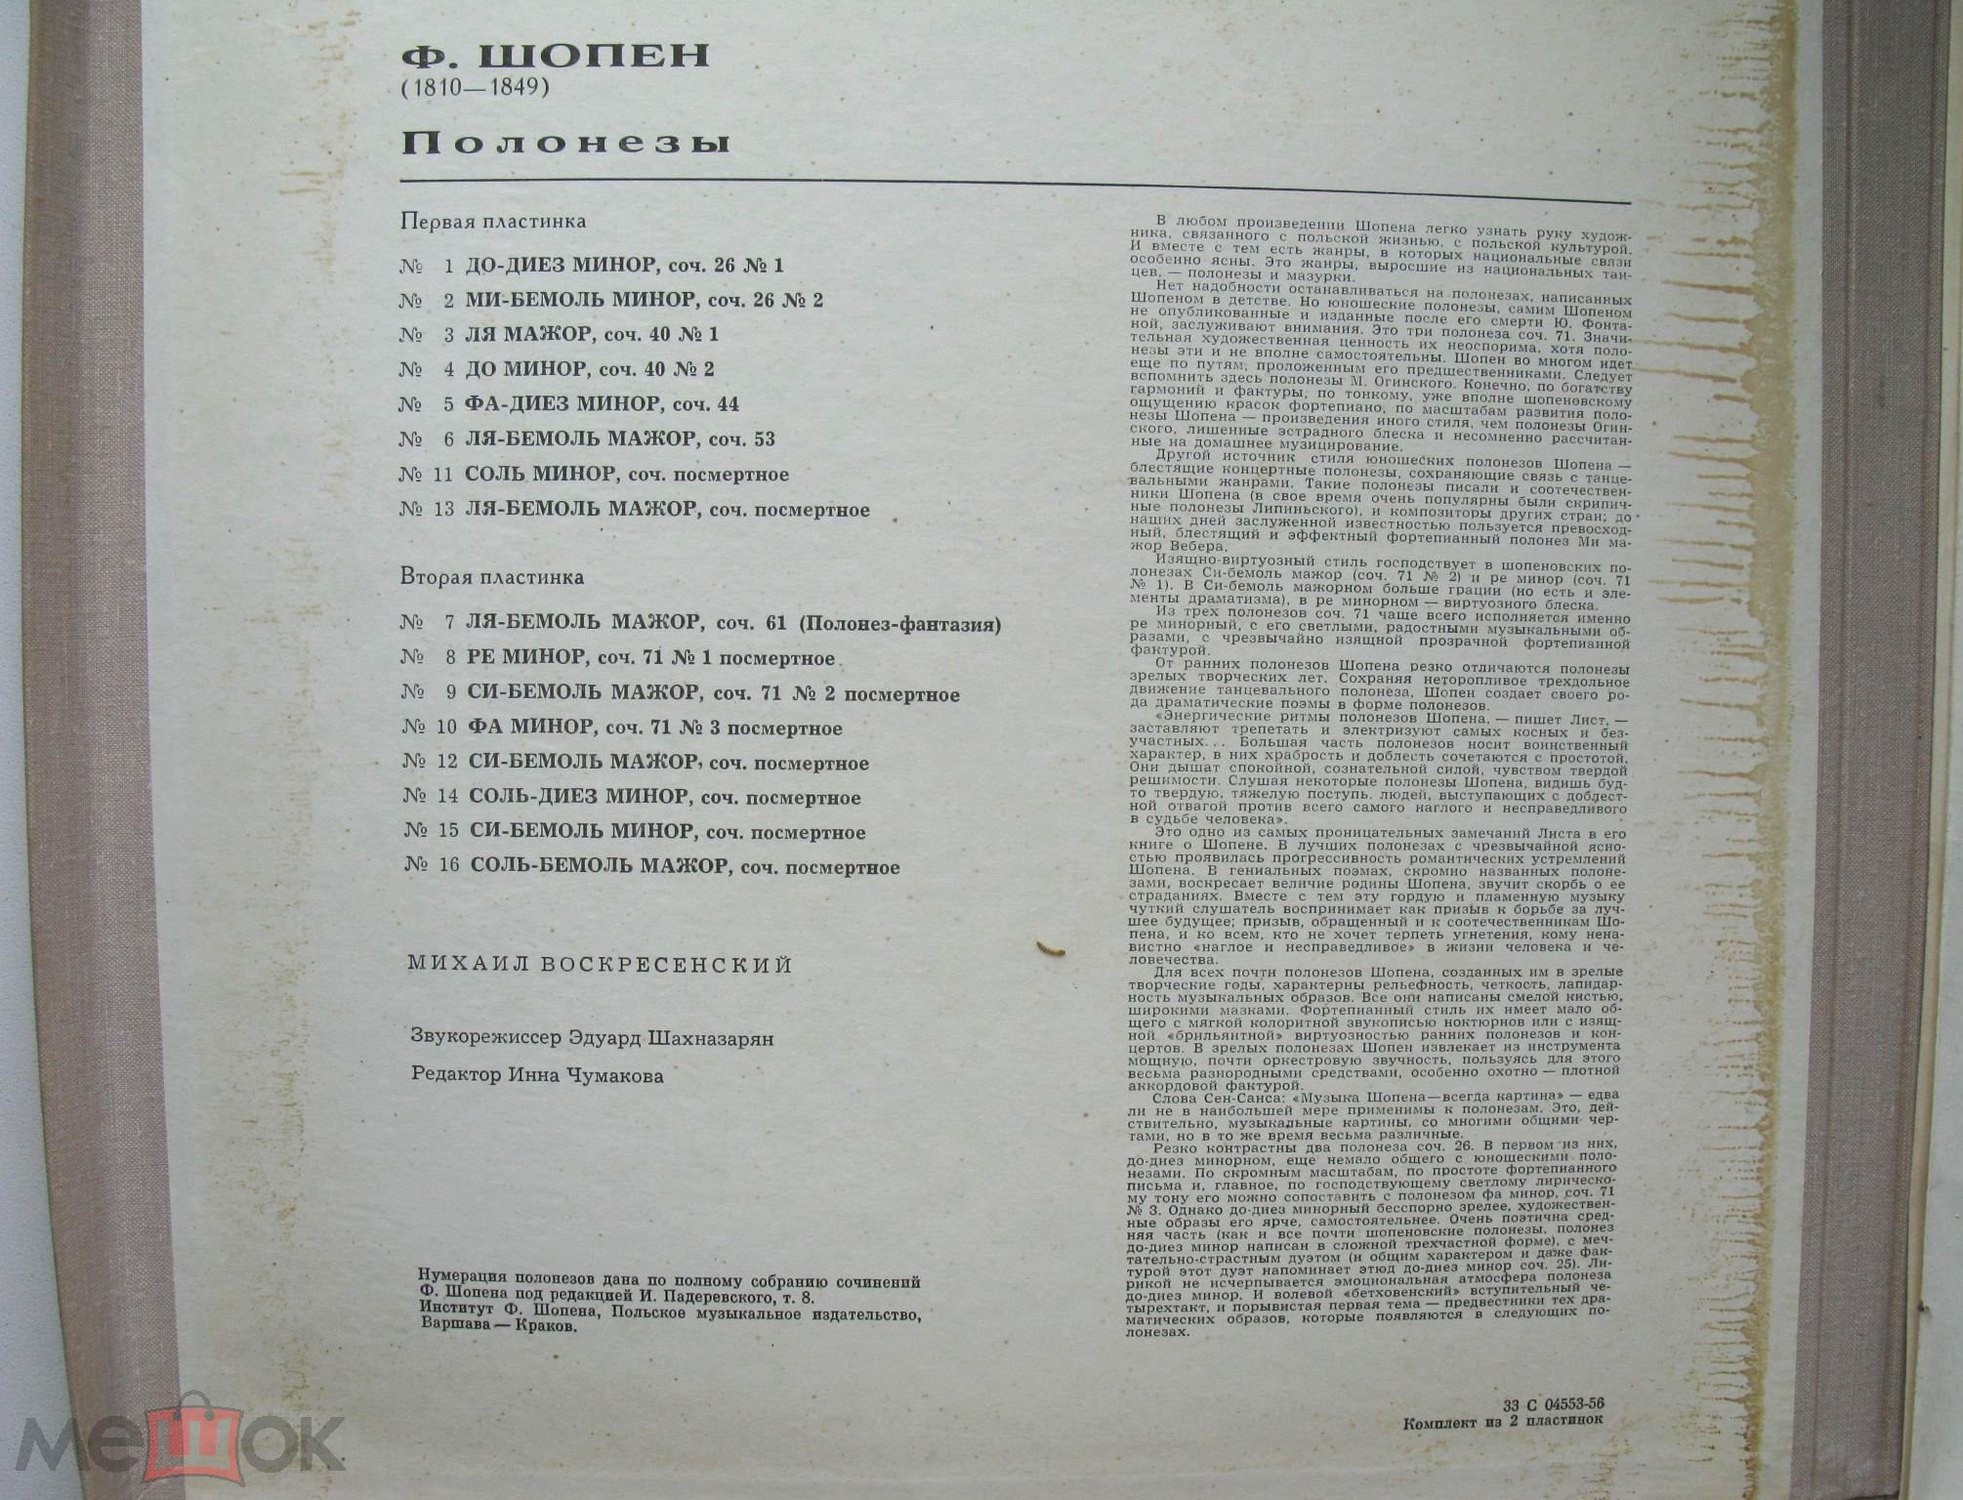 Ф. ШОПЕН
(1810—1849)
Полонезы
Первая пластинка
№ 1 ДО-ДИЕЗ МИНОР, соч. 26 № 1
№ 2 МИ-БЕМОЛЬ МИНОР, соч. 26 № 2
№ 3 ЛЯ МАЖОР, соч. 40 № 1
№ 4 ДО МИНОР, соч. 40 № 2
№ 5 ФА-ДИЕЗ МИНОР, соч. 44
№ 6 ЛЯ-БЕМОЛЬ МАЖОР, соч. 53
№ 11 СОЛЬ МИНОР, соч. посмертное
№ 13 ЛЯ-БЕМОЛЬ МАЖОР, соч. посмертное
Вторая пластинка
№ 7 ЛЯ-БЕМОЛЬ МАЖОР, соч. 61 (Полонез-фантазия)
№ 8 РЕ МИНОР, соч. 71 № 1 посмертное
№ 9 СИ-БЕМОЛЬ МАЖОР, соч. 71 № 2 посмертное
№ 10 ФА МИНОР, соч. 71 № 3 посмертное
№ 12 СИ-БЕМОЛЬ МАЖОР, соч. посмертное
№ 14 СОЛЬ-ДИЕЗ МИНОР, соч. посмертное
№ 15 СИ-БЕМОЛЬ МИНОР, соч. посмертное
№ 16 СОЛЬ-БЕМОЛЬ МАЖОР, соч. посмертное
МИХАИЛ ВОСКРЕСЕНСКИЙ
Звукорежиссер Эдуард Шахназарян
Редактор Инна Чумакова
Нумерация полонезов дана по полному собранию сочинений
Ф. Шопена под редакцией И. Падеревского, т. 8.
Институт Ф. Шопена, Польское музыкальное издательство,
Варшава — Краков.
В любом произведении Шопена легко узнать руку худож-
ника, связанного с польской жизнью, с польской культурой.
И вместе с тем есть жанры, в которых национальные связи
особенно ясны. Это жанры, выросшие из национальных тан-
цев, — полонезы и мазурки.
Нет надобности останавливаться на полонезах, написанных
Шопеном в детстве. Но юношеские полонезы, самим Шопеном
не опубликованные и изданные после его смерти Ю. Фонта-
ной, заслуживают внимания. Это три полонеза соч. 71. Значи-
тельная художественная ценность их неоспорима, хотя поло-
незы эти и не вполне самостоятельны. Шопен во многом идет
еще по путям, проложенным его предшественниками. Следует
вспомнить здесь полонезы М. Огинского. Конечно, по богатству
гармоний и фактуры, по тонкому, уже вполне шопеновскому
ощущению красок фортепиано, по масштабам развития поло-
незы Шопена — произведения иного стиля, чем полонезы Огин-
ского, лишенные эстрадного блеска и несомненно рассчитан-
ные на домашнее музицирование.
Другой источник стиля юношеских полонезов Шопена —
блестящие концертные полонезы, сохраняющие связь с танце-
вальными жанрами. Такие полонезы писали и соотечествен-
ники Шопена (в свое время очень популярны были скрипич-
ные полонезы Липиньского), и композиторы других стран; до
наших дней заслуженной известностью пользуется превосход-
ный, блестящий и эффектный фортепианный полонез Ми ма-
жор Вебера.
Изящно-виртуозный стиль господствует в шопеновских по-
лонезах Си-бемоль мажор (соч. 71 № 2) и ре минор (соч. 71
№ 1). В Си-бемоль мажорном больше грации (но есть и эле-
менты драматизма), в ре минорном — виртуозного блеска.
Из трех полонезов соч. 71 чаще всего исполняется именно
ре минорный, с его светлыми, радостными музыкальными об-
разами, с чрезвычайно изящной прозрачной фортепианной
фактурой.
От ранних полонезов Шопена резко отличаются полонезы
зрелых творческих лет. Сохраняя неторопливое трехдольное
движение танцевального полонеза, Шопен создает своего ро-
да драматические поэмы в форме полонезов.
«Энергические ритмы полонезов Шопена, — пишет Лист, —
заставляют трепетать и электризуют самых косных и без-
участных... Большая часть полонезов носит воинственный
характер, в них храбрость и доблесть сочетаются с простотой.
Они дышат спокойной, сознательной силой, чувством твердой
решимости. Слушая некоторые полонезы Шопена, видишь буд-
то твердую, тяжелую поступь людей, выступающих с доблест-
ной отвагой против всего самого наглого и несправедливого
в судьбе человека».
Это одно из самых проницательных замечаний Листа в его
книге о Шопене. В лучших полонезах с чрезвычайной ясно-
стью проявилась прогрессивность романтических устремлений
Шопена. В гениальных поэмах, скромно названных полоне-
зами, воскресает величие родины Шопена, звучит скорбь о ее
страданиях. Вместе с тем эту гордую и пламенную музыку
чуткий слушатель воспринимает как призыв к борьбе за луч-
шее будущее; призыв, обращенный и к соотечественникам Шо-
пена, и ко всем, кто не хочет терпеть угнетения, кому нена-
вистно «наглое и несправедливое» в жизни человека и че-
ловечества.
Для всех почти полонезов Шопена, созданных им в зрелые
творческие годы, характерны рельефность, четкость, лапидар-
ность музыкальных образов. Все они написаны смелой кистью,
широкими мазками. Фортепианный стиль их имеет мало об-
щего с мягкой колоритной звукописью ноктюрнов или с изящ-
ной «брильянтной» виртуозностью ранних полонезов и кон-
цертов. В зрелых полонезах Шопен извлекает из инструмента
мощную, почти оркестровую звучность, пользуясь для этого
весьма разнородными средствами, особенно охотно — плотной
аккордовой фактурой.
Слова Сен-Санса: «Музыка Шопена—всегда картина» — едва
ли не в наибольшей мере применимы к полонезам. Это, дей-
ствительно, музыкальные картины, со многими общими чер-
тами, но в то же время весьма различные.
Резко контрастны два полонеза соч. 26. В первом из них,
до-диез минорном, еще немало общего с юношескими поло-
незами. По скромным масштабам, по простоте фортепианного
письма и, главное, по господствующему светлому лирическо-
му тону его можно сопоставить с полонезом фа минор, соч. 71
№ 3. Однако до-диез минорный бесспорно зрелее, художествен-
ные образы его ярче, самостоятельнее. Очень поэтична сред-
няя часть (как и все почти шопеновские полонезы, полонез
до-диез минор написан в сложной трехчастной форме), с меч-
тательно-страстным дуэтом (и общим характером и даже фак-
турой этот дуэт напоминает этюд до-диез минор соч. 25). Ли-
рикой не исчерпывается эмоциональная атмосфера полонеза
до-диез минор. И волевой «бетховенский» вступительный че-
тырехтакт, и порывистая первая тема — предвестники тех дра-
матических образов, которые появляются в следующих по-
лонезах.
33 С 04553-56
Комплект из 2 пластинок
мешок